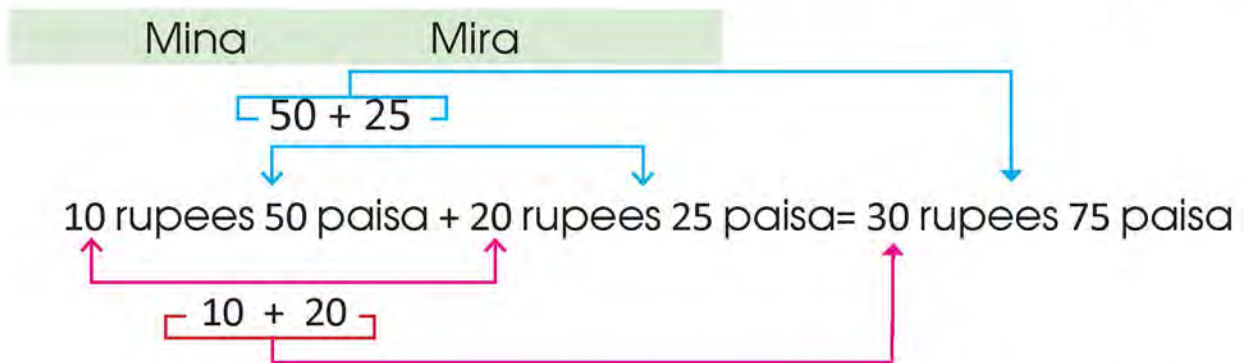 Mina Mira
50 + 25
10 rupees 50 paisa + 20 rupees 25 paisa= 30 rupees 75 paisa
10 + 20